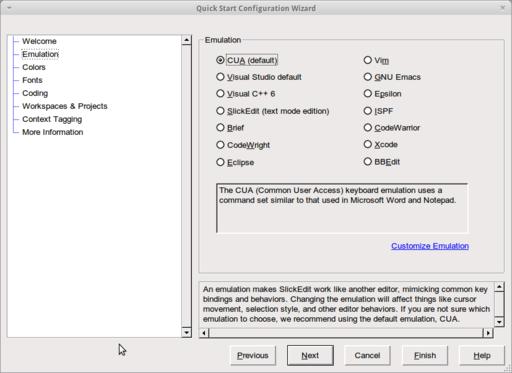 Quick Start Configuration Wizard
Welcome
Emulation
Colors
Fonts
Coding
Workspaces & Projects
Context Tagging
More Information
Emulation
CUA (default)
Visual Studio default
Visual C++ 6
SlickEdit (text mode edition)
Brief
CodeWright
Eclipse
Vim
GNU Emacs
Epsilon
ISPF
CodeWarrior
Xcode
BBEdit
The CUA (Common User Access) keyboard emulation uses a
command set similar to that used in Microsoft Word and Notepad.
Customize Emulation
An emulation makes SlickEdit work like another editor, mimicking common key
bindings and behaviors. Changing the emulation will affect things like cursor
movement, selection style, and other editor behaviors. If you are not sure which
emulation to choose, we recommend using the default emulation, CUA.
Previous
Next
Cancel
Finish
Help